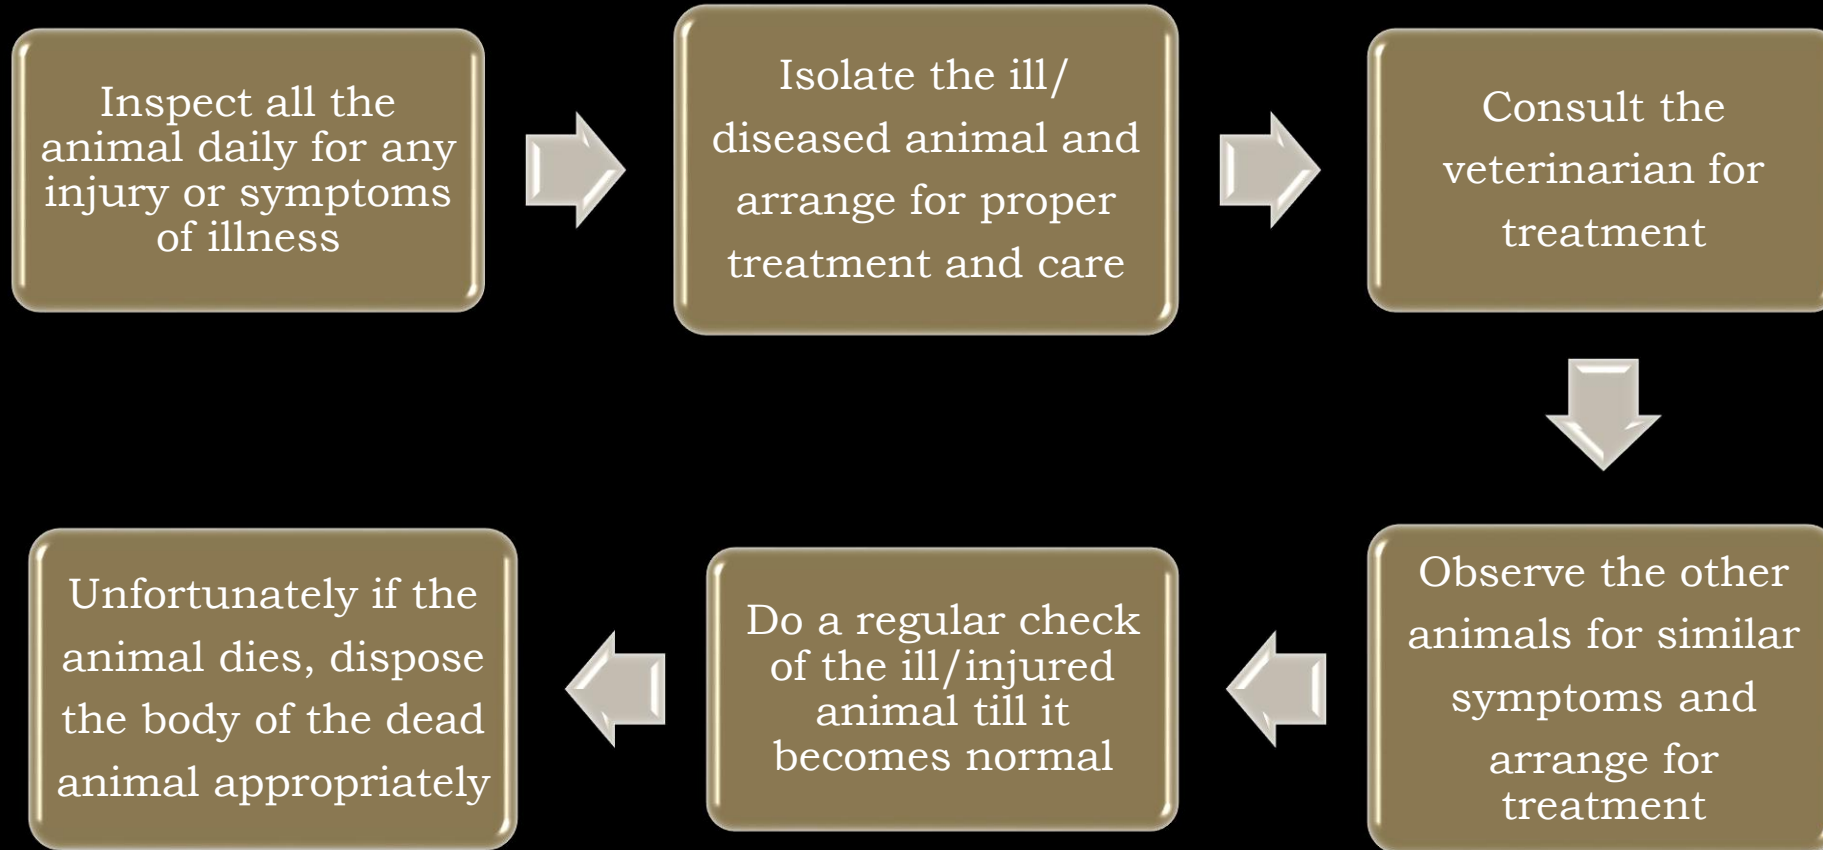 Inspect all the
animal daily for any
injury or symptoms
of illness
Isolate the ill/
diseased animal and
arrange for proper
treatment and care
Consult the
veterinarian for
treatment
Observe the other
animals for similar
symptoms and
arrange for
treatment
Do a regular check
of the ill/injured
animal till it
becomes normal
Unfortunately if the
animal dies, dispose
the body of the dead
animal appropriately